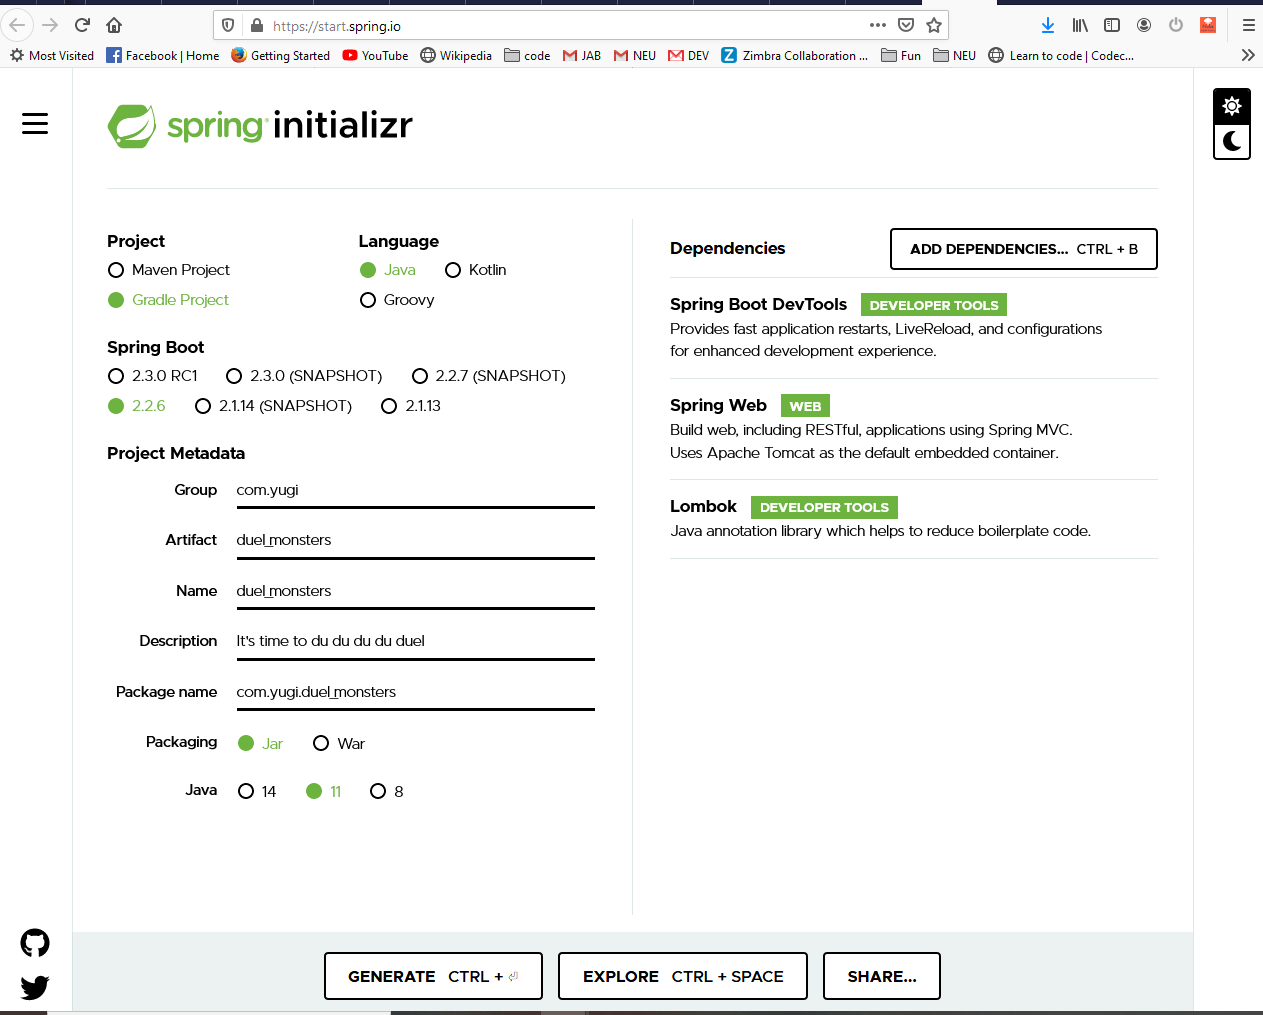 https://start.spring.io
Most Visited Facebook | Home Getting Started YouTube Wikipedia code JAB NEU DEV Zimbra Collaboration ... Fun NEU Learn to code | Codec...
spring initializr
Project
Maven Project
Gradle Project
Language
Java Kotlin
Groovy
Spring Boot
2.3.0 RC1 2.3.0 (SNAPSHOT) 2.2.7 (SNAPSHOT)
2.2.6 2.1.14 (SNAPSHOT) 2.1.13
Project Metadata
Group com.yugi
Artifact duel_monsters
Name duel_monsters
Description It's time to du du du du duel
Package name com.yugi.duel_monsters
Packaging Jar War
Java 14 11 8
Dependencies ADD DEPENDENCIES... CTRL + B
Spring Boot DevTools DEVELOPER TOOLS
Provides fast application restarts, LiveReload, and configurations
for enhanced development experience.
Spring Web WEB
Build web, including RESTful, applications using Spring MVC.
Uses Apache Tomcat as the default embedded container.
Lombok DEVELOPER TOOLS
Java annotation library which helps to reduce boilerplate code.
GENERATE CTRL + ⏎ EXPLORE CTRL + SPACE SHARE...